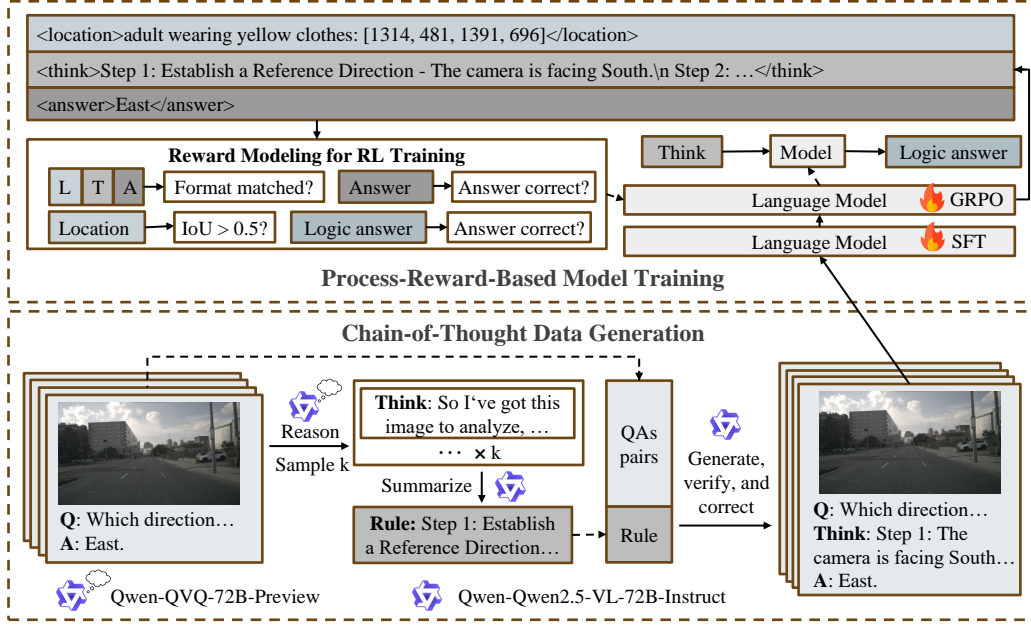 <location>adult wearing yellow clothes: [1314, 481, 1391, 696]</location>
<think>Step 1: Establish a Reference Direction - The camera is facing South.\n Step 2: …</think>
<answer>East</answer>
Reward Modeling for RL Training
L T A
Format matched?
Answer
Answer correct?
Location
IoU > 0.5?
Logic answer
Answer correct?
Think
Model
Logic answer
Language Model
GRPO
Language Model
SFT
Process-Reward-Based Model Training
Chain-of-Thought Data Generation
Q: Which direction…
A: East.
Reason
Sample k
Think: So I've got this
image to analyze, …
… × k
Summarize
Rule: Step 1: Establish
a Reference Direction…
QAs
pairs
Rule
Generate,
verify, and
correct
Q: Which direction…
Think: Step 1: The
camera is facing South…
A: East.
Qwen-QVQ-72B-Preview
Qwen-Qwen2.5-VL-72B-Instruct